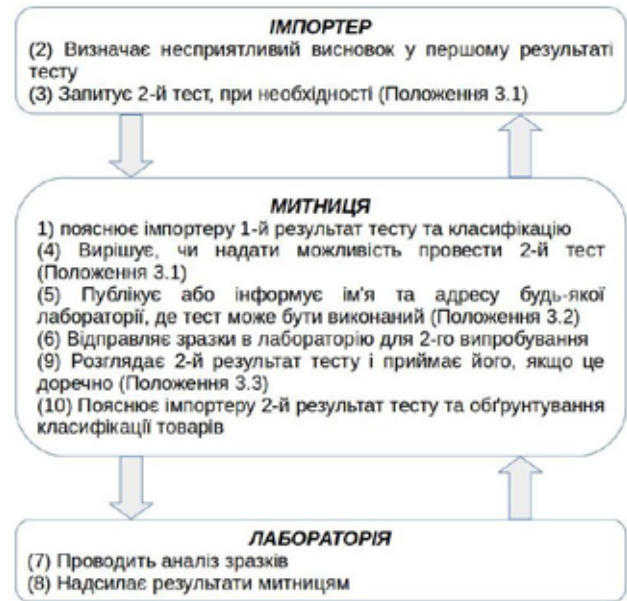 ІМПОРТЕР
(2) Визначає несприятливий висновок у першому результаті
тесту
(3) Запитує 2-й тест, при необхідності (Положення 3.1)
МИТНИЦЯ
1) пояснює імпортеру 1-й результат тесту та класифікацію
(4) Вирішує, чи надати можливість провести 2-й тест
(Положення 3.1)
(5) Публікує або інформує ім'я та адресу будь-якої
лабораторії, де тест може бути виконаний (Положення 3.2)
(6) Відправляє зразки в лабораторію для 2-го випробування
(9) Розглядає 2-й результат тесту і приймає його, якщо це
доречно (Положення 3.3)
(10) Пояснює імпортеру 2-й результат тесту та обґрунтування
класифікації товарів
ЛАБОРАТОРІЯ
(7) Проводить аналіз зразків
(8) Надсилає результати митницям